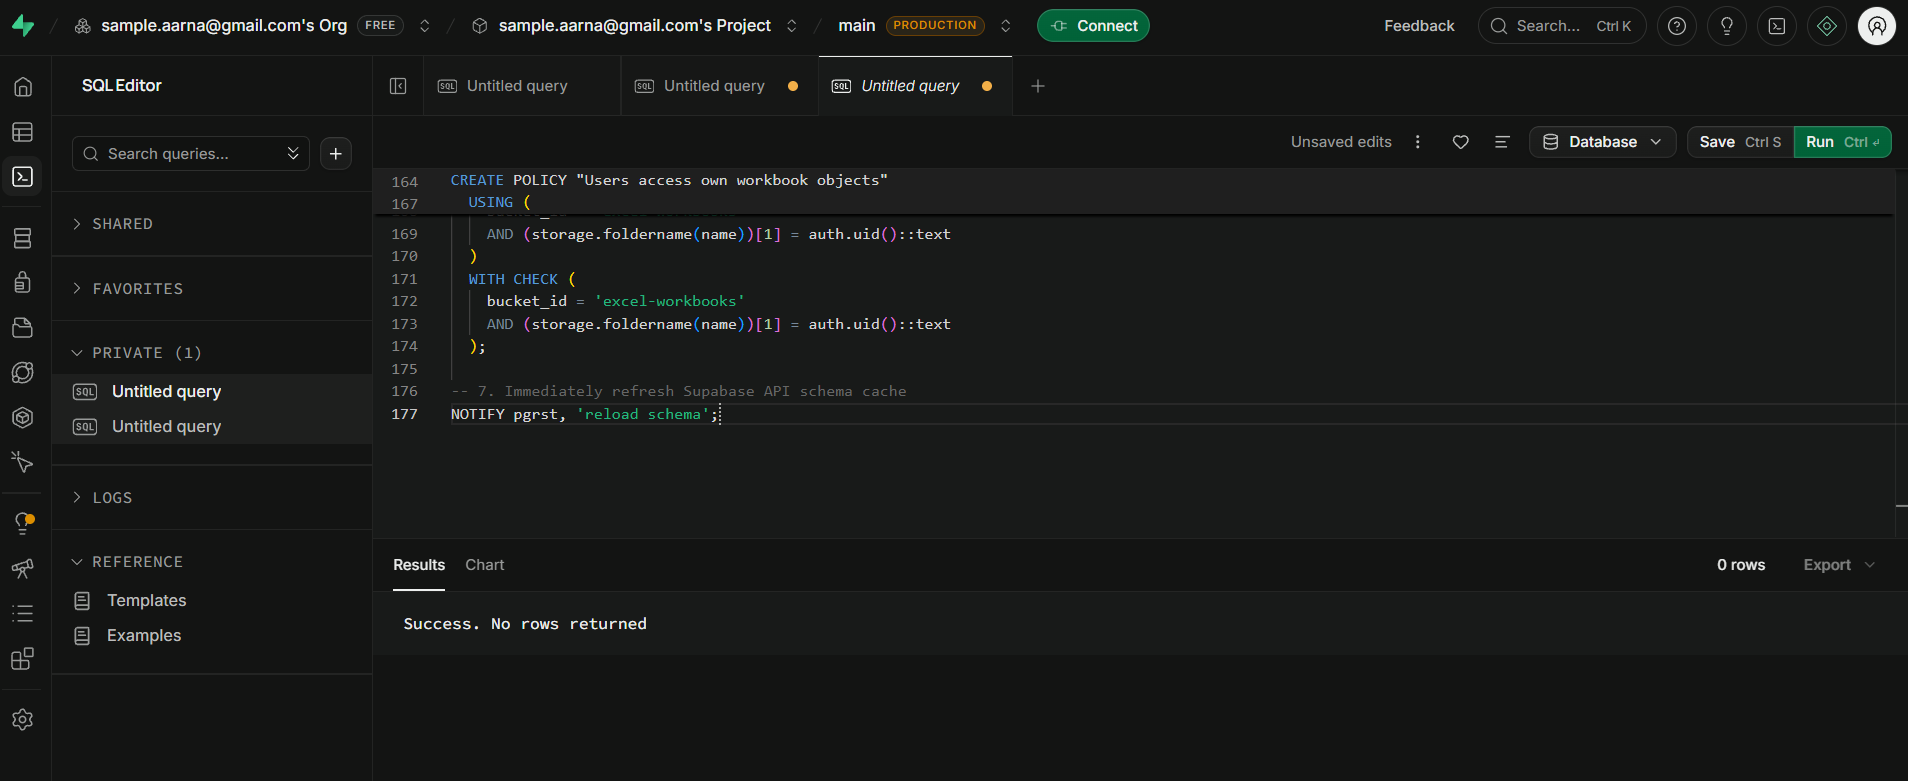 sample.aarna@gmail.com's Org FREE sample.aarna@gmail.com's Project main PRODUCTION Connect Feedback Search... Ctrl K
SQL Editor
SQL Untitled query SQL Untitled query SQL Untitled query
Search queries...
Unsaved edits Database Save Ctrl S Run Ctrl ↵
SHARED
FAVORITES
PRIVATE (1)
SQL Untitled query
SQL Untitled query
LOGS
REFERENCE
Templates
Examples
164 CREATE POLICY "Users access own workbook objects"
167 USING (
169 AND (storage.foldername(name))[1] = auth.uid()::text
170 )
171 WITH CHECK (
172 bucket_id = 'excel-workbooks'
173 AND (storage.foldername(name))[1] = auth.uid()::text
174 );
175
176 -- 7. Immediately refresh Supabase API schema cache
177 NOTIFY pgrst, 'reload schema';
Results Chart 0 rows Export
Success. No rows returned